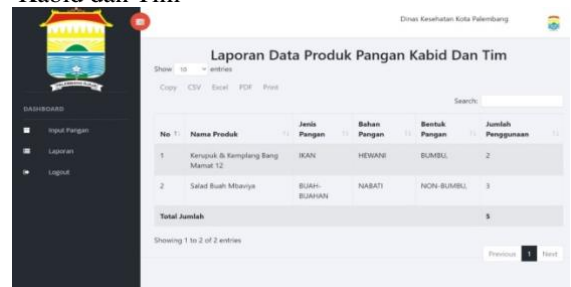 Kabid dan Tim
Dinas Kesehatan Kota Palembang
Laporan Data Produk Pangan Kabid Dan Tim
Show 10 entries
Copy CSV Excel PDF Print
Search:
DASHBOARD
Input Pangan
Laporan
Logout
No Nama Produk Jenis Pangan Bahan Pangan Bentuk Pangan Jumlah Penggunaan
1 Kerupuk & Kemplang Bang Mamat 12 IKAN HEWANI BUMBU, 2
2 Salad Buah Mbaviya BUAH-BUAHAN NABATI NON-BUMBU, 3
Total Jumlah 5
Showing 1 to 2 of 2 entries
Previous 1 Next